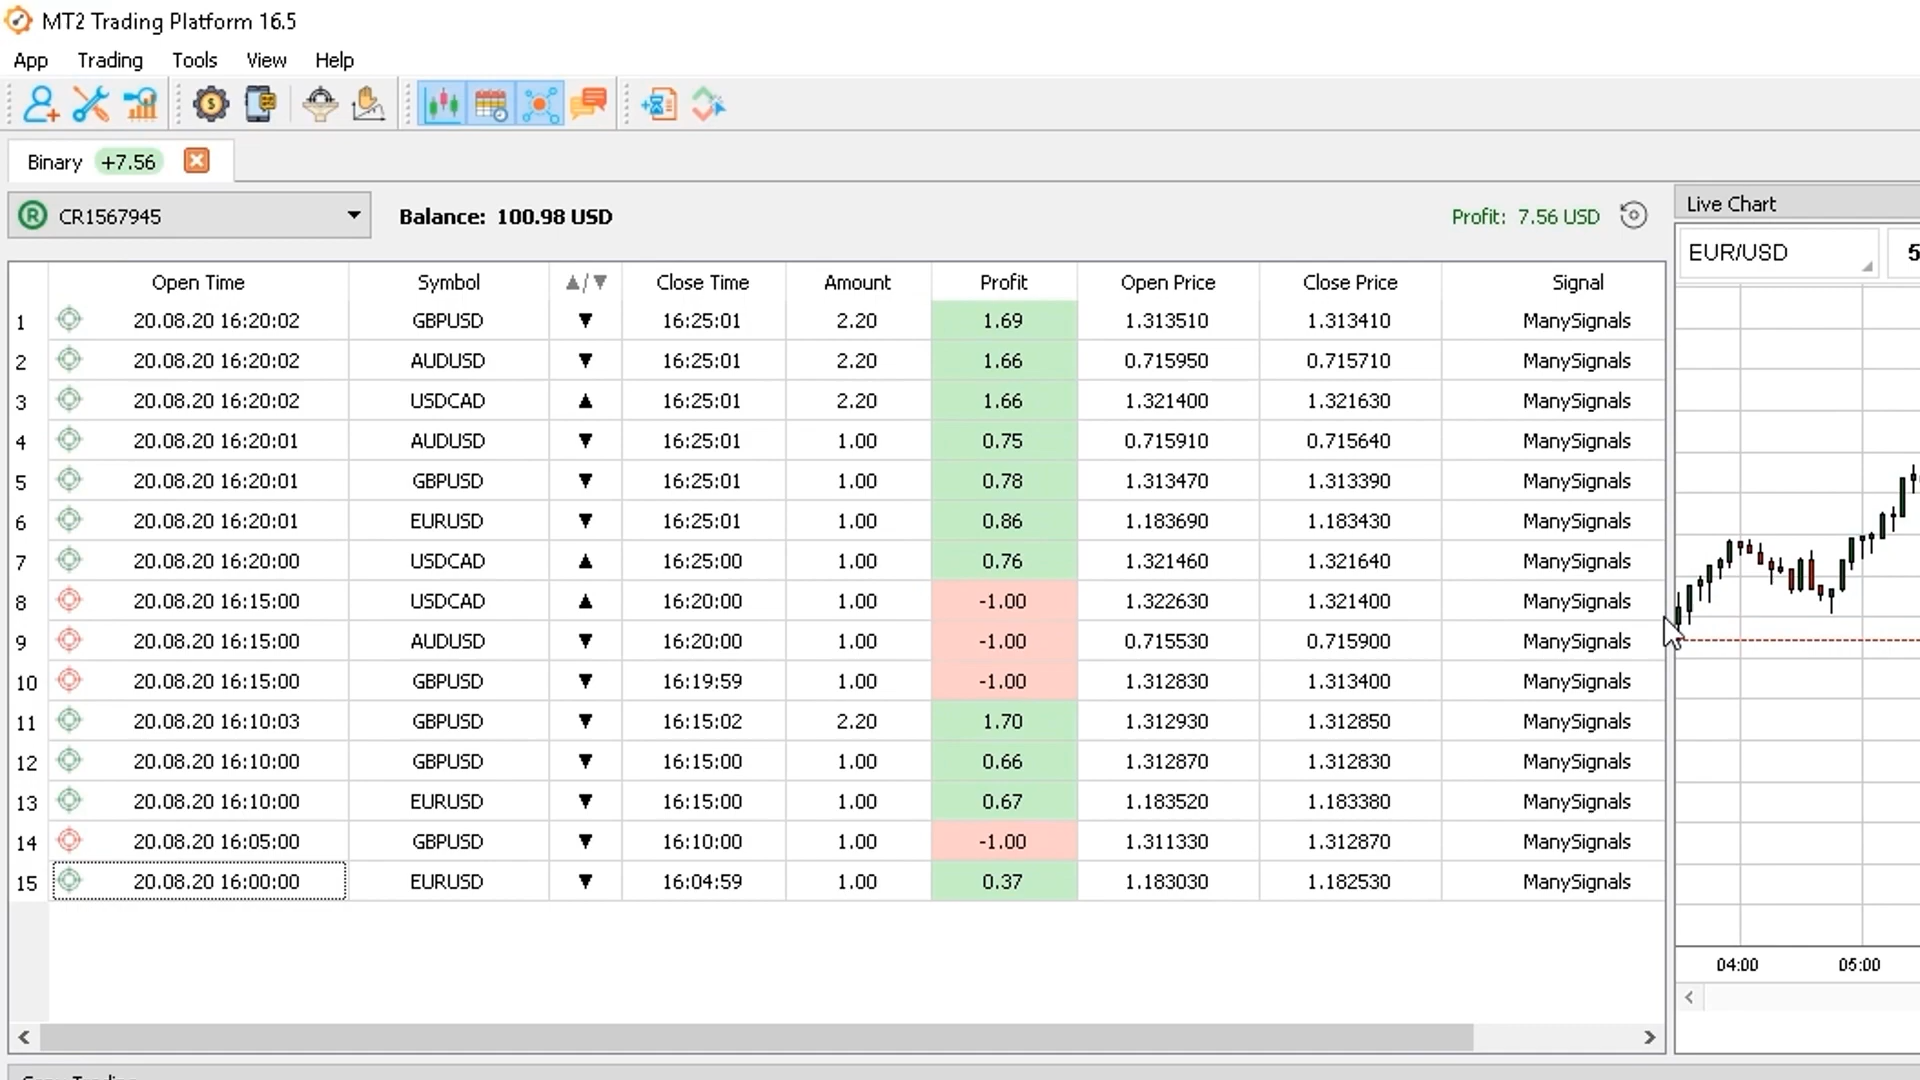 MT2 Trading Platform 16.5
App Trading Tools View Help
Binary +7.56
CR1567945 Balance: 100.98 USD Profit: 7.56 USD
Live Chart
EUR/USD 5
Open Time Symbol ▲/▼ Close Time Amount Profit Open Price Close Price Signal
1 20.08.20 16:20:02 GBPUSD ▼ 16:25:01 2.20 1.69 1.313510 1.313410 ManySignals
2 20.08.20 16:20:02 AUDUSD ▼ 16:25:01 2.20 1.66 0.715950 0.715710 ManySignals
3 20.08.20 16:20:02 USDCAD ▲ 16:25:01 2.20 1.66 1.321400 1.321630 ManySignals
4 20.08.20 16:20:01 AUDUSD ▼ 16:25:01 1.00 0.75 0.715910 0.715640 ManySignals
5 20.08.20 16:20:01 GBPUSD ▼ 16:25:01 1.00 0.78 1.313470 1.313390 ManySignals
6 20.08.20 16:20:01 EURUSD ▼ 16:25:01 1.00 0.86 1.183690 1.183430 ManySignals
7 20.08.20 16:20:00 USDCAD ▲ 16:25:00 1.00 0.76 1.321460 1.321640 ManySignals
8 20.08.20 16:15:00 USDCAD ▲ 16:20:00 1.00 -1.00 1.322630 1.321400 ManySignals
9 20.08.20 16:15:00 AUDUSD ▼ 16:20:00 1.00 -1.00 0.715530 0.715900 ManySignals
10 20.08.20 16:15:00 GBPUSD ▼ 16:19:59 1.00 -1.00 1.312830 1.313400 ManySignals
11 20.08.20 16:10:03 GBPUSD ▼ 16:15:02 2.20 1.70 1.312930 1.312850 ManySignals
12 20.08.20 16:10:00 GBPUSD ▼ 16:15:00 1.00 0.66 1.312870 1.312830 ManySignals
13 20.08.20 16:10:00 EURUSD ▼ 16:15:00 1.00 0.67 1.183520 1.183380 ManySignals
14 20.08.20 16:05:00 GBPUSD ▼ 16:10:00 1.00 -1.00 1.311330 1.312870 ManySignals
15 20.08.20 16:00:00 EURUSD ▼ 16:04:59 1.00 0.37 1.183030 1.182530 ManySignals
04:00 05:00